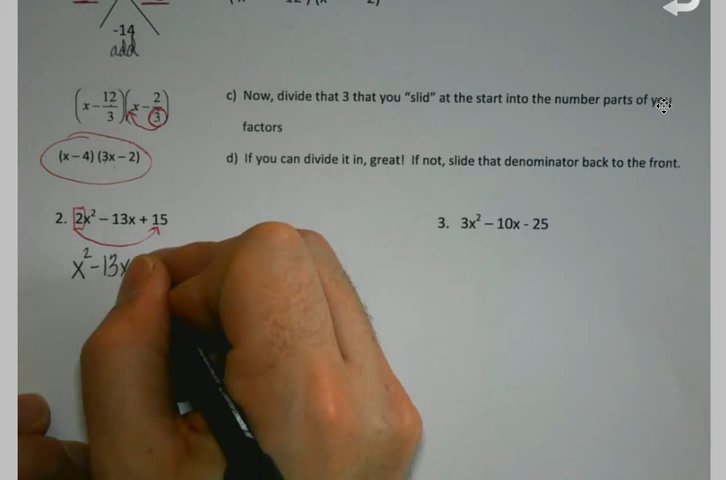 -14
add
(x - 12/3)(x - 2/3)
c) Now, divide that 3 that you "slid" at the start into the number parts of you
factors
(x – 4) (3x – 2)
d) If you can divide it in, great! If not, slide that denominator back to the front.
2. 2x² – 13x + 15
3. 3x² – 10x - 25
x² - 13x